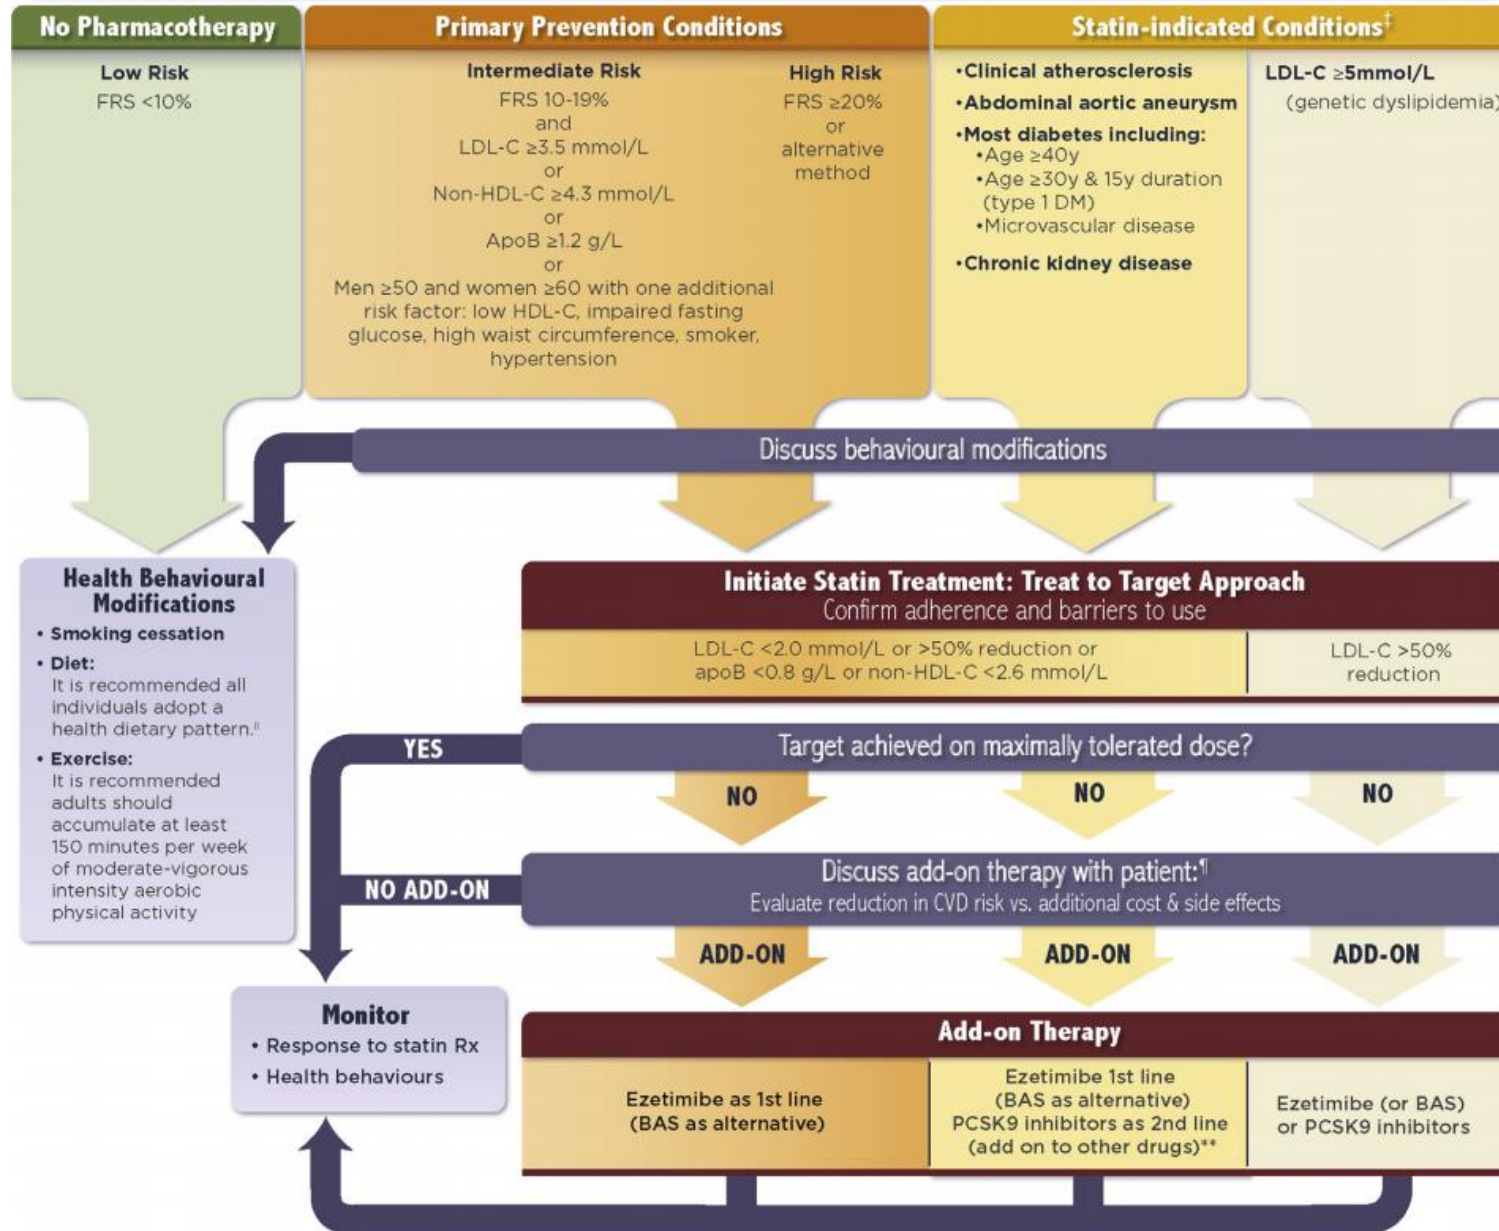 No Pharmacotherapy
Low Risk
FRS <10%
Primary Prevention Conditions
Intermediate Risk
FRS 10-19%
and
LDL-C ≥3.5 mmol/L
or
Non-HDL-C ≥4.3 mmol/L
or
ApoB ≥1.2 g/L
or
Men ≥50 and women ≥60 with one additional
risk factor: low HDL-C, impaired fasting
glucose, high waist circumference, smoker,
hypertension
High Risk
FRS ≥20%
or
alternative
method
Statin-indicated Conditions‡
•Clinical atherosclerosis
•Abdominal aortic aneurysm
•Most diabetes including:
•Age ≥40y
•Age ≥30y & 15y duration
(type 1 DM)
•Microvascular disease
•Chronic kidney disease
LDL-C ≥5mmol/L
(genetic dyslipidemia)
Discuss behavioural modifications
Health Behavioural
Modifications
• Smoking cessation
• Diet:
It is recommended all
individuals adopt a
health dietary pattern.||
• Exercise:
It is recommended
adults should
accumulate at least
150 minutes per week
of moderate-vigorous
intensity aerobic
physical activity
Initiate Statin Treatment: Treat to Target Approach
Confirm adherence and barriers to use
LDL-C <2.0 mmol/L or >50% reduction or
apoB <0.8 g/L or non-HDL-C <2.6 mmol/L
LDL-C >50%
reduction
YES
Target achieved on maximally tolerated dose?
NO
NO
NO
NO ADD-ON
Discuss add-on therapy with patient:¶
Evaluate reduction in CVD risk vs. additional cost & side effects
ADD-ON
ADD-ON
ADD-ON
Monitor
• Response to statin Rx
• Health behaviours
Add-on Therapy
Ezetimibe as 1st line
(BAS as alternative)
Ezetimibe 1st line
(BAS as alternative)
PCSK9 inhibitors as 2nd line
(add on to other drugs)**
Ezetimibe (or BAS)
or PCSK9 inhibitors